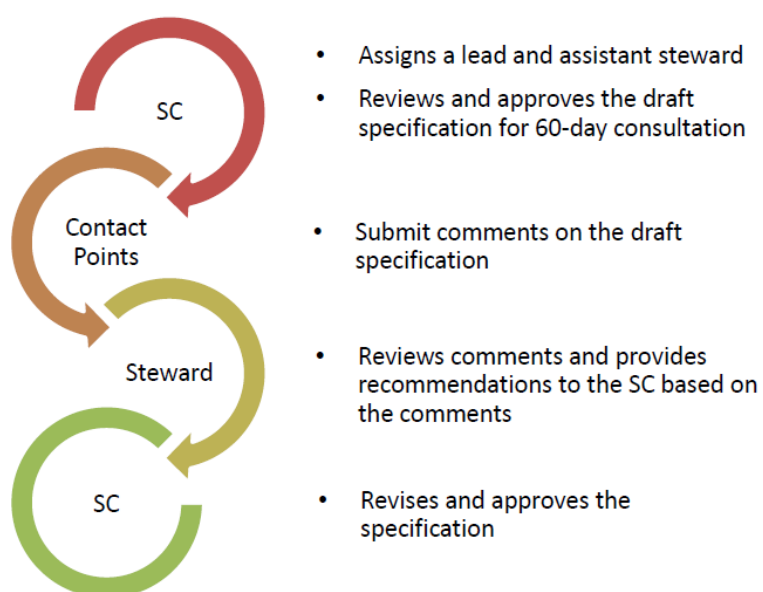 SC
• Assigns a lead and assistant steward
• Reviews and approves the draft
specification for 60-day consultation
Contact
Points
• Submit comments on the draft
specification
Steward
• Reviews comments and provides
recommendations to the SC based on
the comments
SC
• Revises and approves the
specification